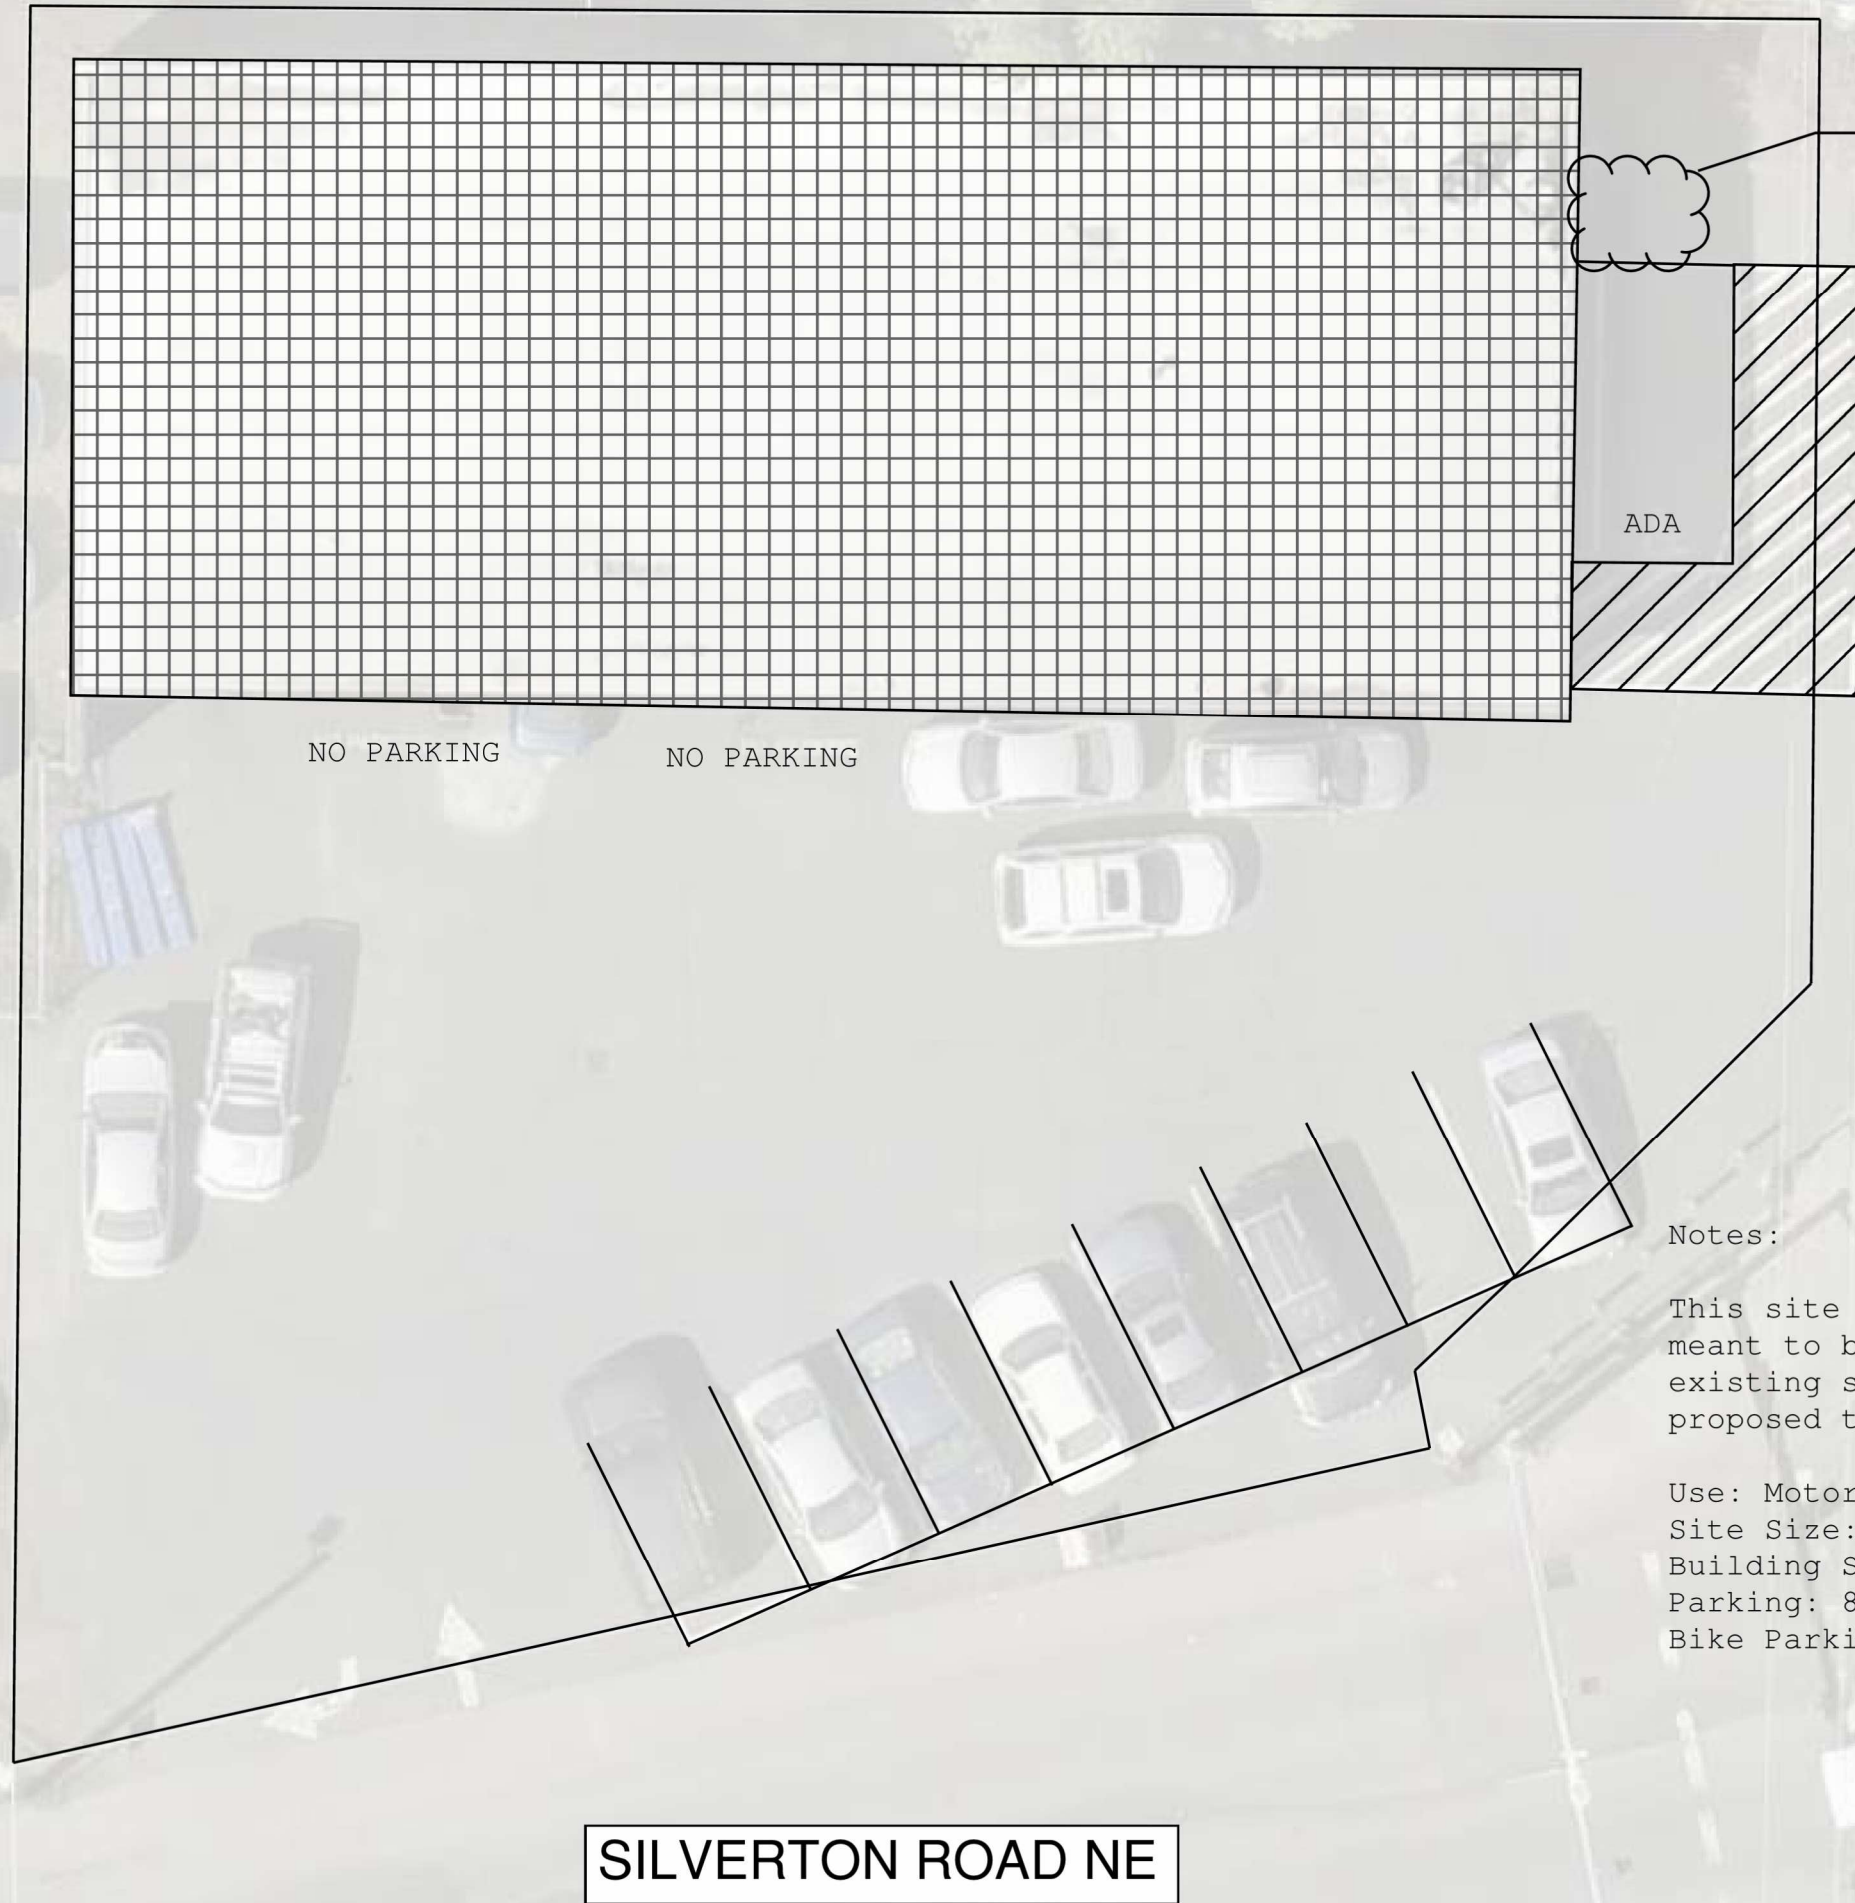 ADA
NO PARKING
NO PARKING
Notes:
This site
meant to b
existing s
proposed t
Use: Motor
Site Size:
Building S
Parking: 8
Bike Parki
SILVERTON ROAD NE